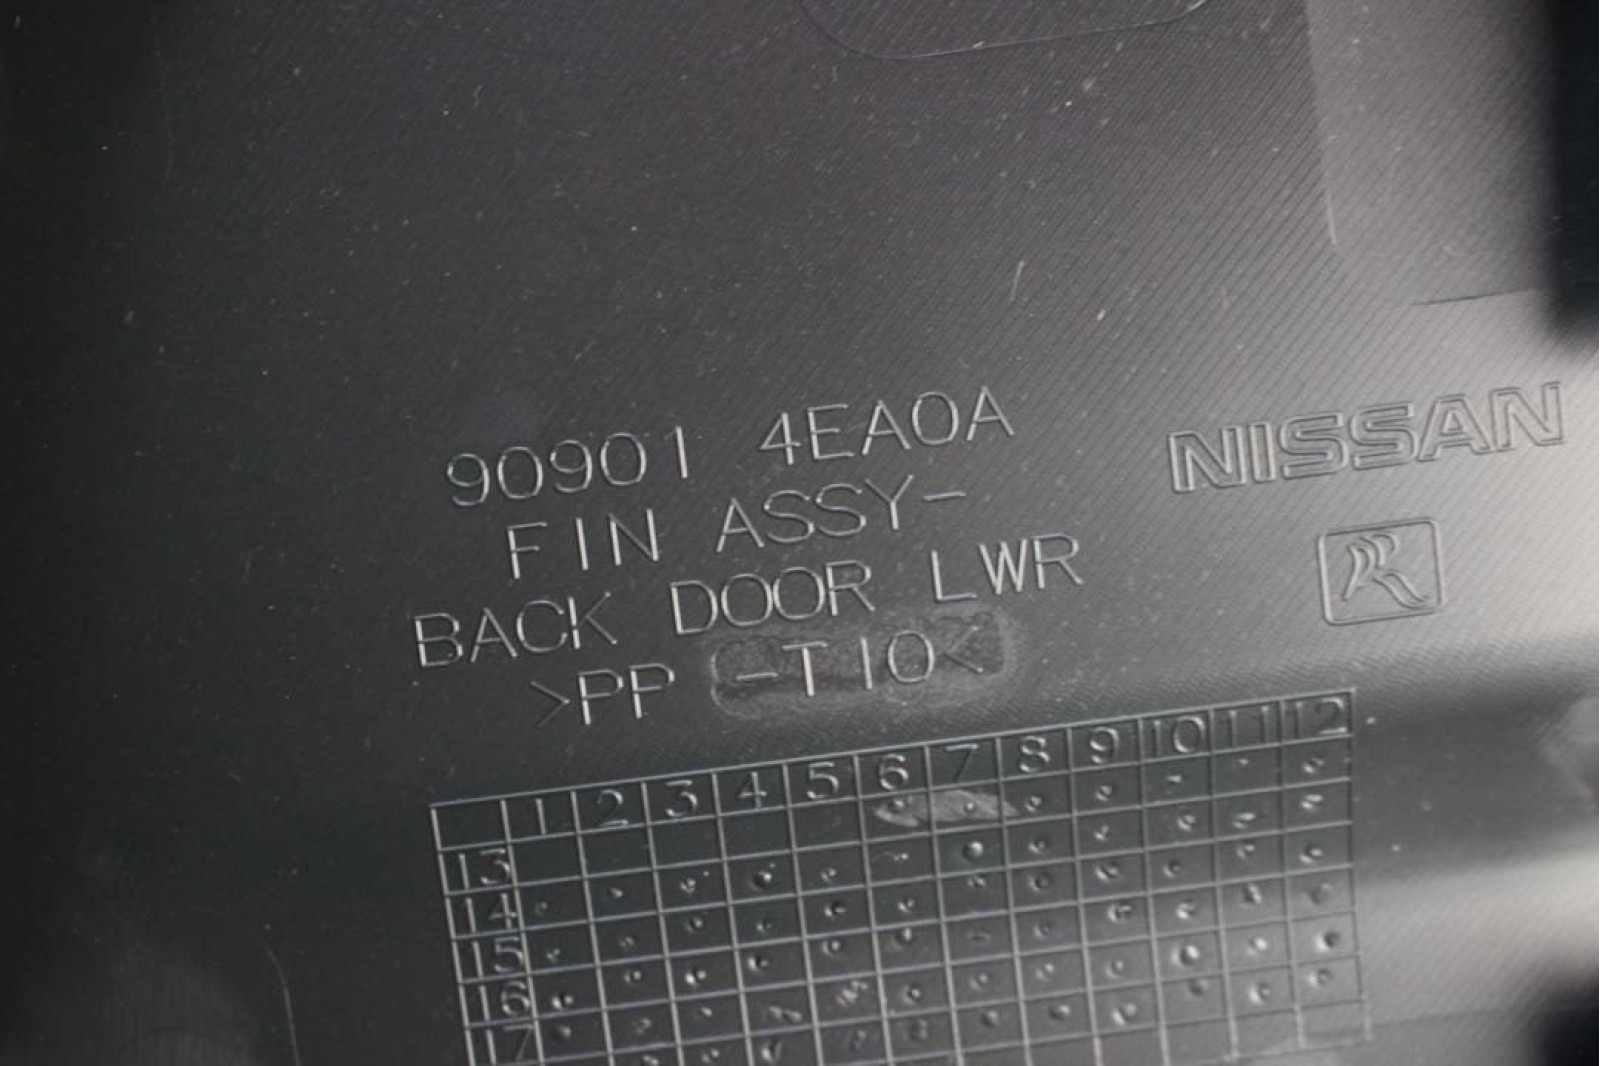 90901 4EA0A
NISSAN
FIN ASSY-
BACK DOOR LWR
>PP -T10<
1 2 3 4 5 6 7 8 9 10 11 12
13
14
15
16
17